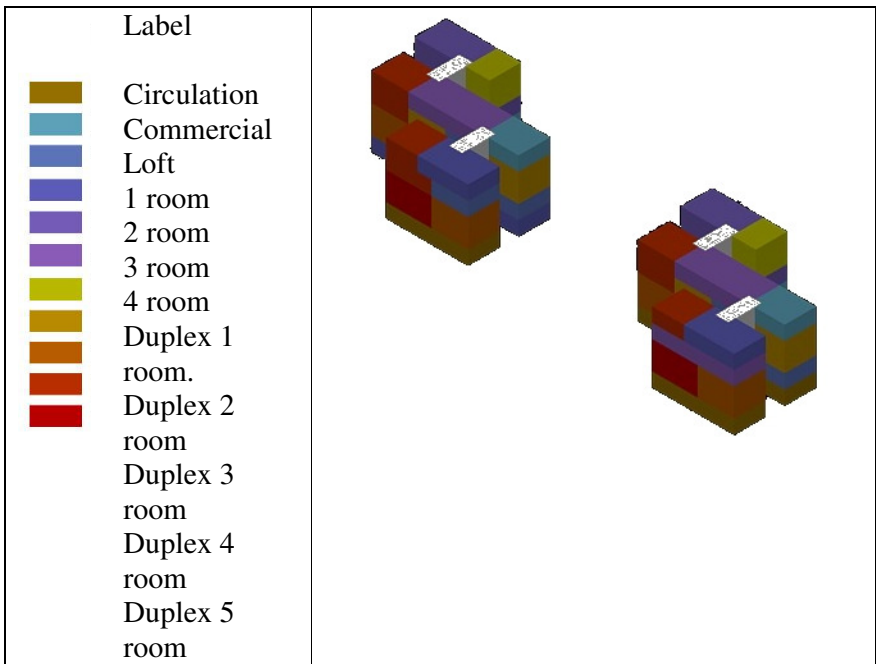 Label
Circulation
Commercial
Loft
1 room
2 room
3 room
4 room
Duplex 1
room.
Duplex 2
room
Duplex 3
room
Duplex 4
room
Duplex 5
room